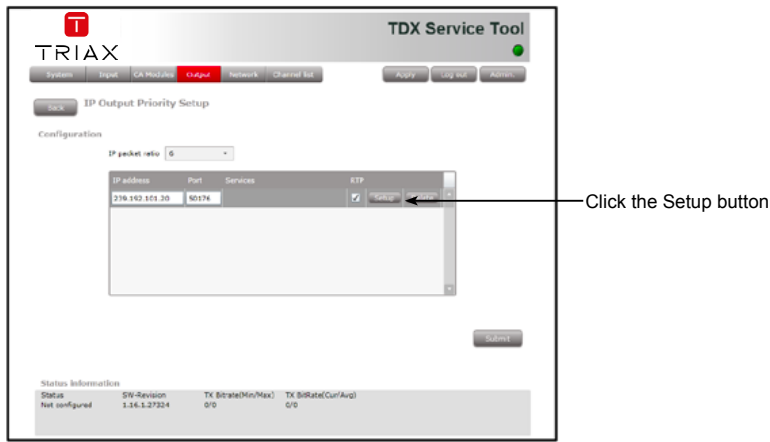 TRIAX
TDX Service Tool
System Input CA Modules Output Network Channel list Apply Log out Admin.
Back IP Output Priority Setup
Configuration
IP packet ratio 6
IP address Port Services RTP
239.192.101.20 50176 Setup Delete
Click the Setup button
Submit
Status information
Status SW-Revision TX Bitrate(Min/Max) TX BitRate(Cur/Avg)
Not configured 1.16.1.27324 0/0 0/0